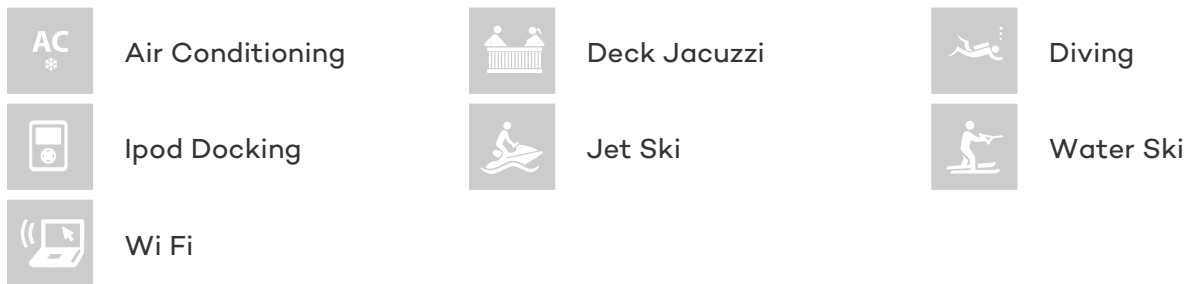 AC
Air Conditioning
Deck Jacuzzi
Diving
Ipod Docking
Jet Ski
Water Ski
Wi Fi